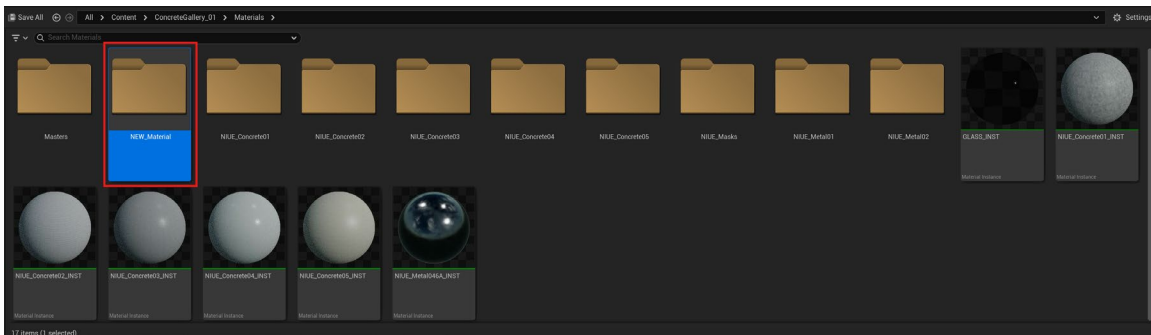 Save All All > Content > ConcreteGallery_01 > Materials > Settings
Search Materials
Masters NEW_Material NIUE_Concrete01 NIUE_Concrete02 NIUE_Concrete03 NIUE_Concrete04 NIUE_Concrete05 NIUE_Masks NIUE_Metal01 NIUE_Metal02 GLASS_INST NIUE_Concrete01_INST
Material Instance Material Instance
NIUE_Concrete02_INST NIUE_Concrete03_INST NIUE_Concrete04_INST NIUE_Concrete05_INST NIUE_Metal046A_INST
Material Instance Material Instance Material Instance Material Instance Material Instance
17 items (1 selected)